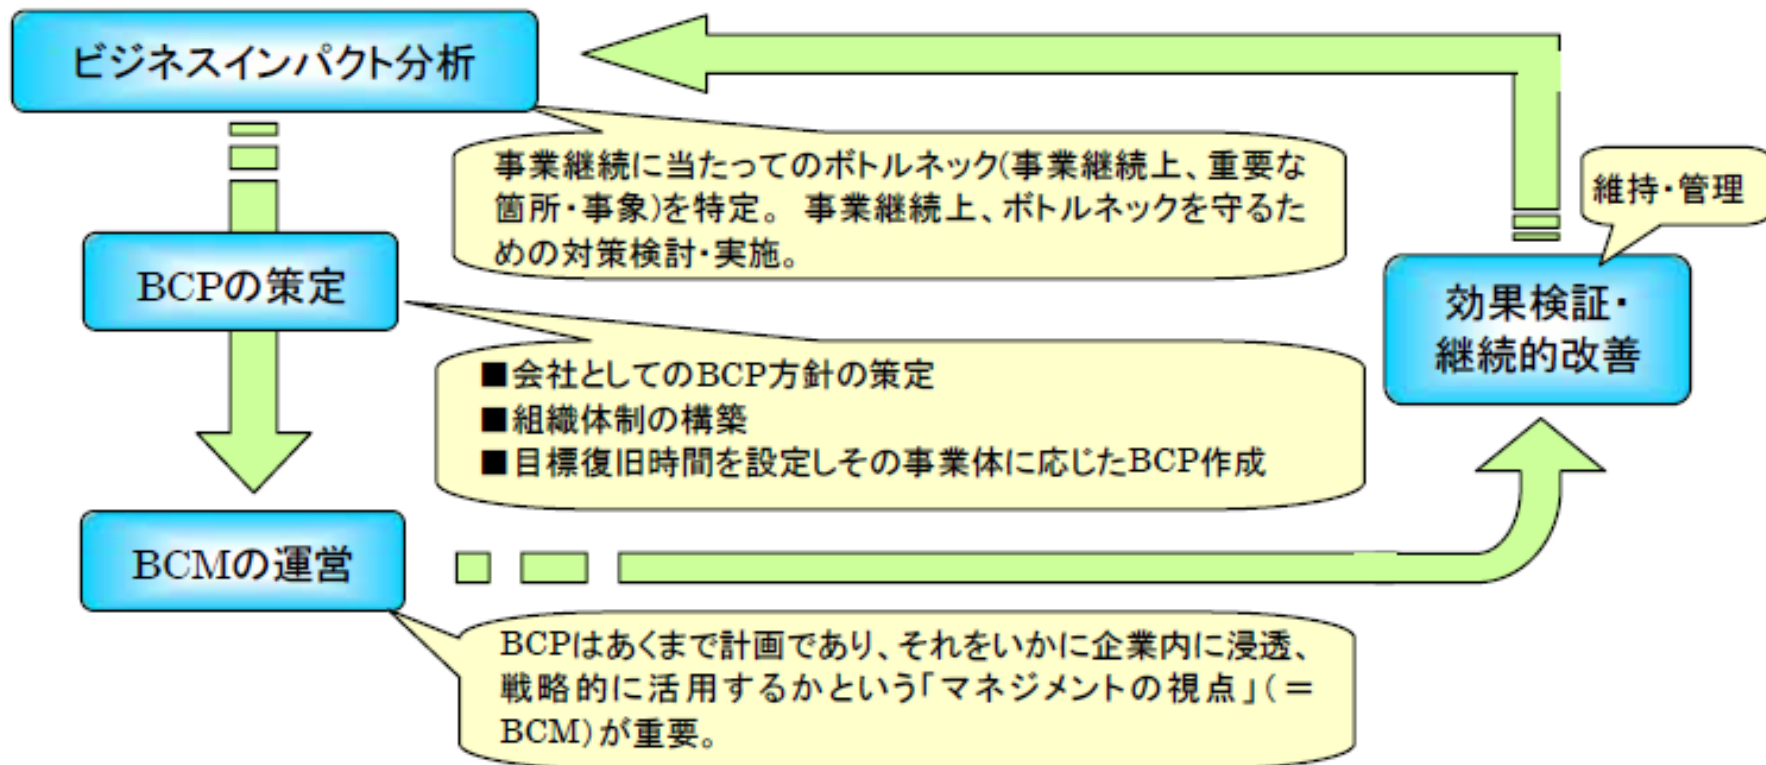 ビジネスインパクト分析
事業継続に当たってのボトルネック(事業継続上、重要な
箇所・事象)を特定。 事業継続上、ボトルネックを守るた
めの対策検討・実施。
維持・管理
BCPの策定
効果検証・
継続的改善
■会社としてのBCP方針の策定
■組織体制の構築
■目標復旧時間を設定しその事業体に応じたBCP作成
BCMの運営
BCPはあくまで計画であり、それをいかに企業内に浸透、
戦略的に活用するかという「マネジメントの視点」(=
BCM)が重要。